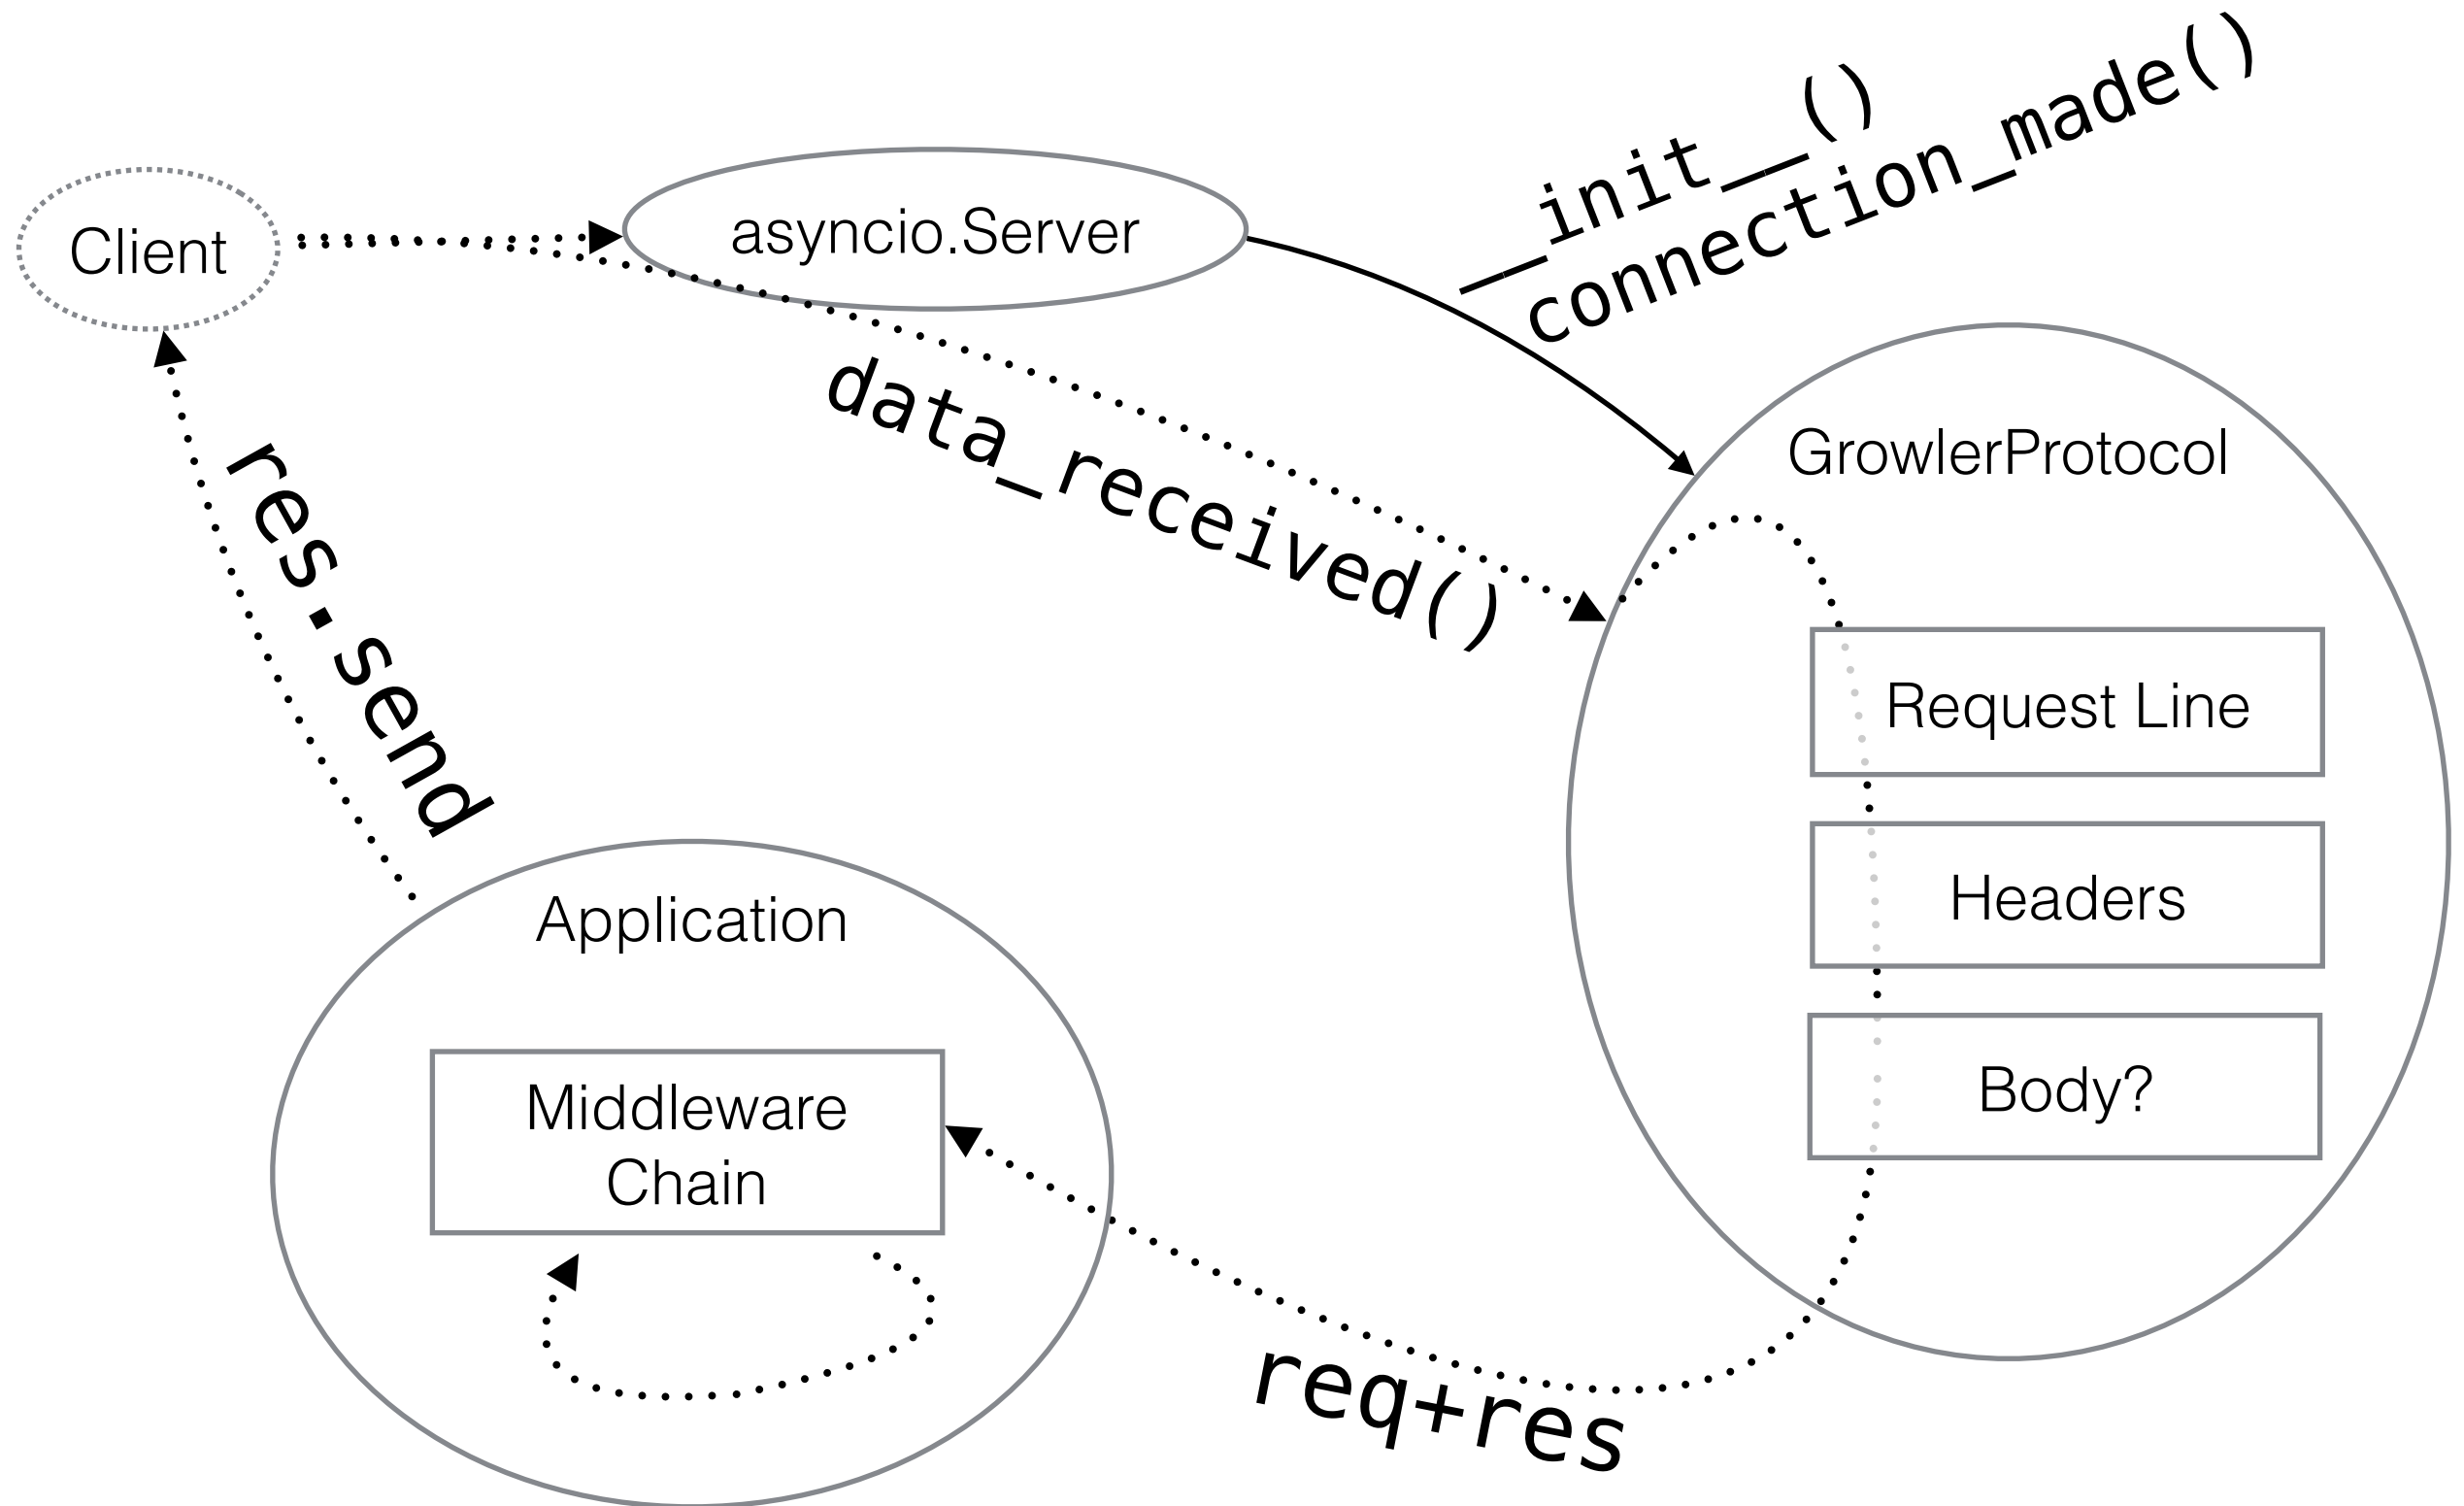 Client
asyncio.Server
__init__()
connection_made()
data_received()
GrowlerProtocol
Request Line
Headers
Body?
res.send
Application
Middleware
Chain
req+res